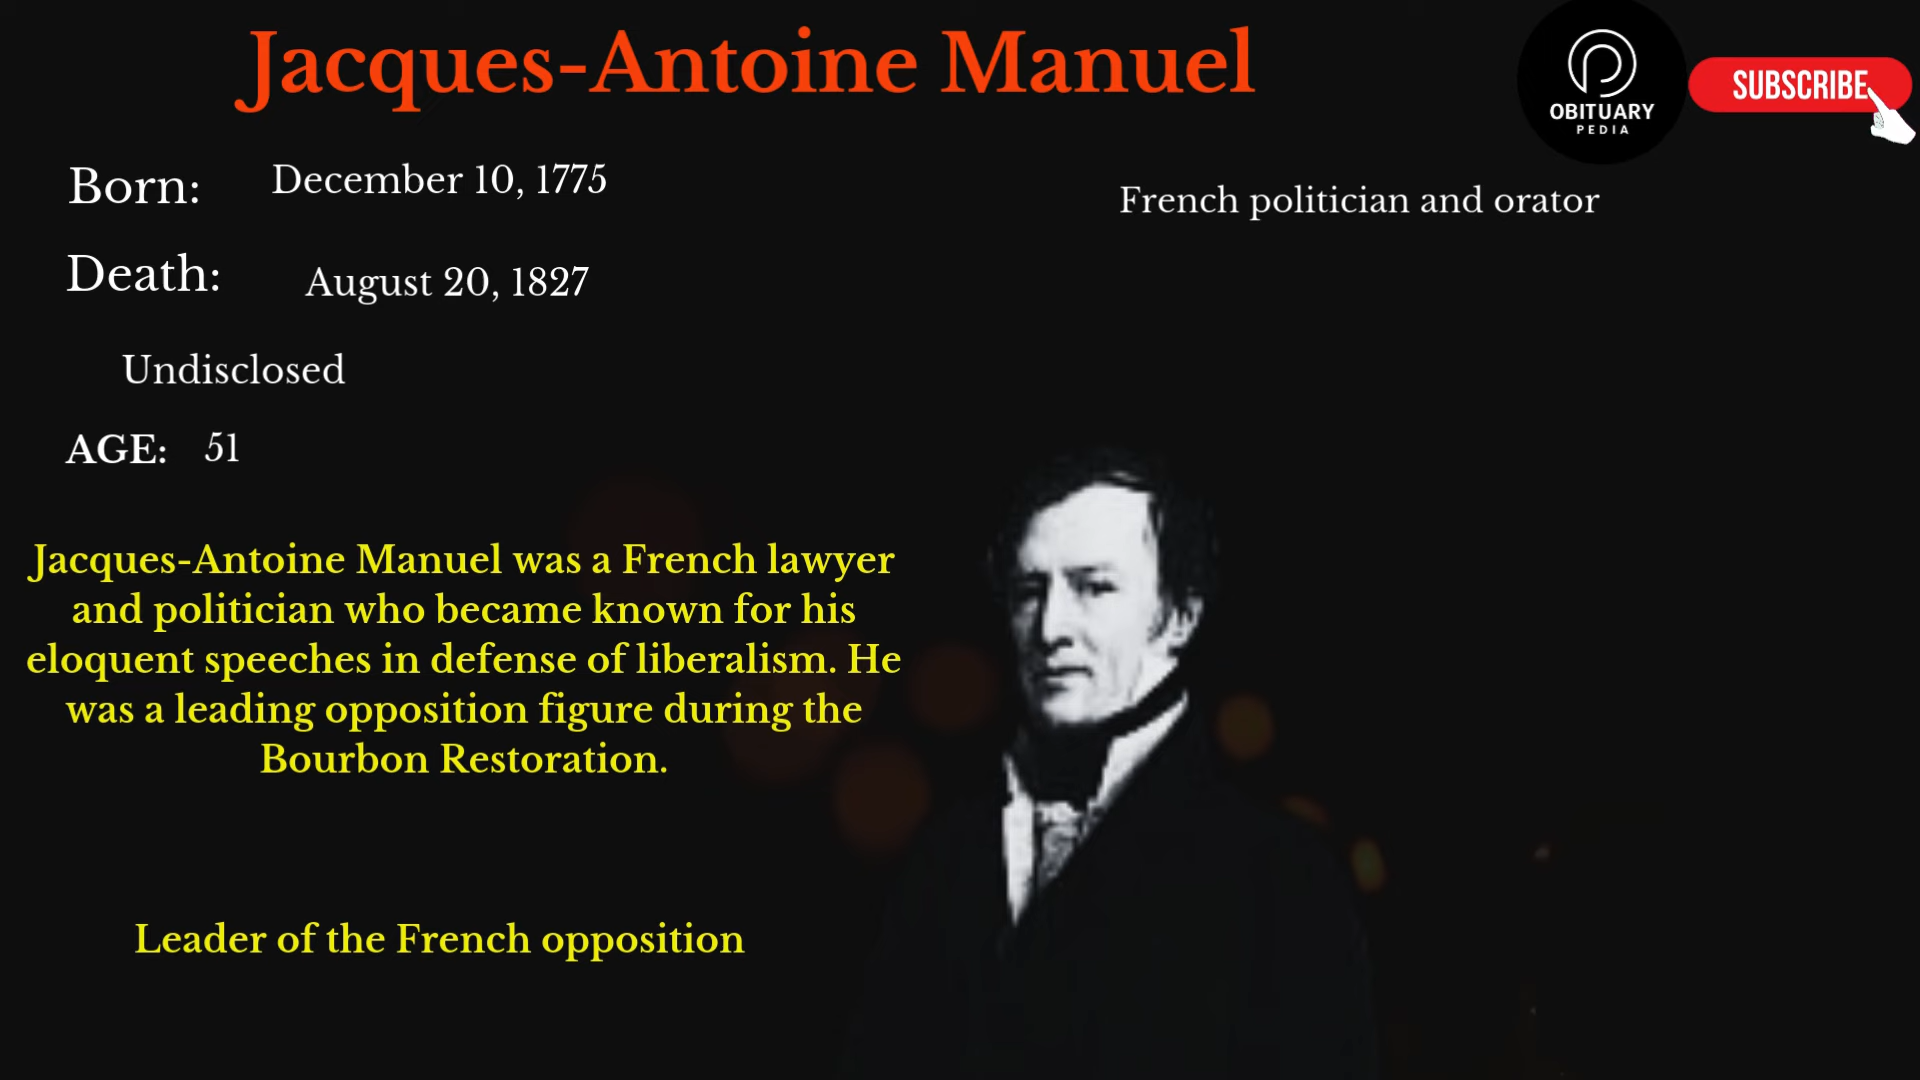 Jacques-Antoine Manuel
OBITUARY
PEDIA
SUBSCRIBE
Born: December 10, 1775
French politician and orator
Death: August 20, 1827
Undisclosed
AGE: 51
Jacques-Antoine Manuel was a French lawyer
and politician who became known for his
eloquent speeches in defense of liberalism. He
was a leading opposition figure during the
Bourbon Restoration.
Leader of the French opposition